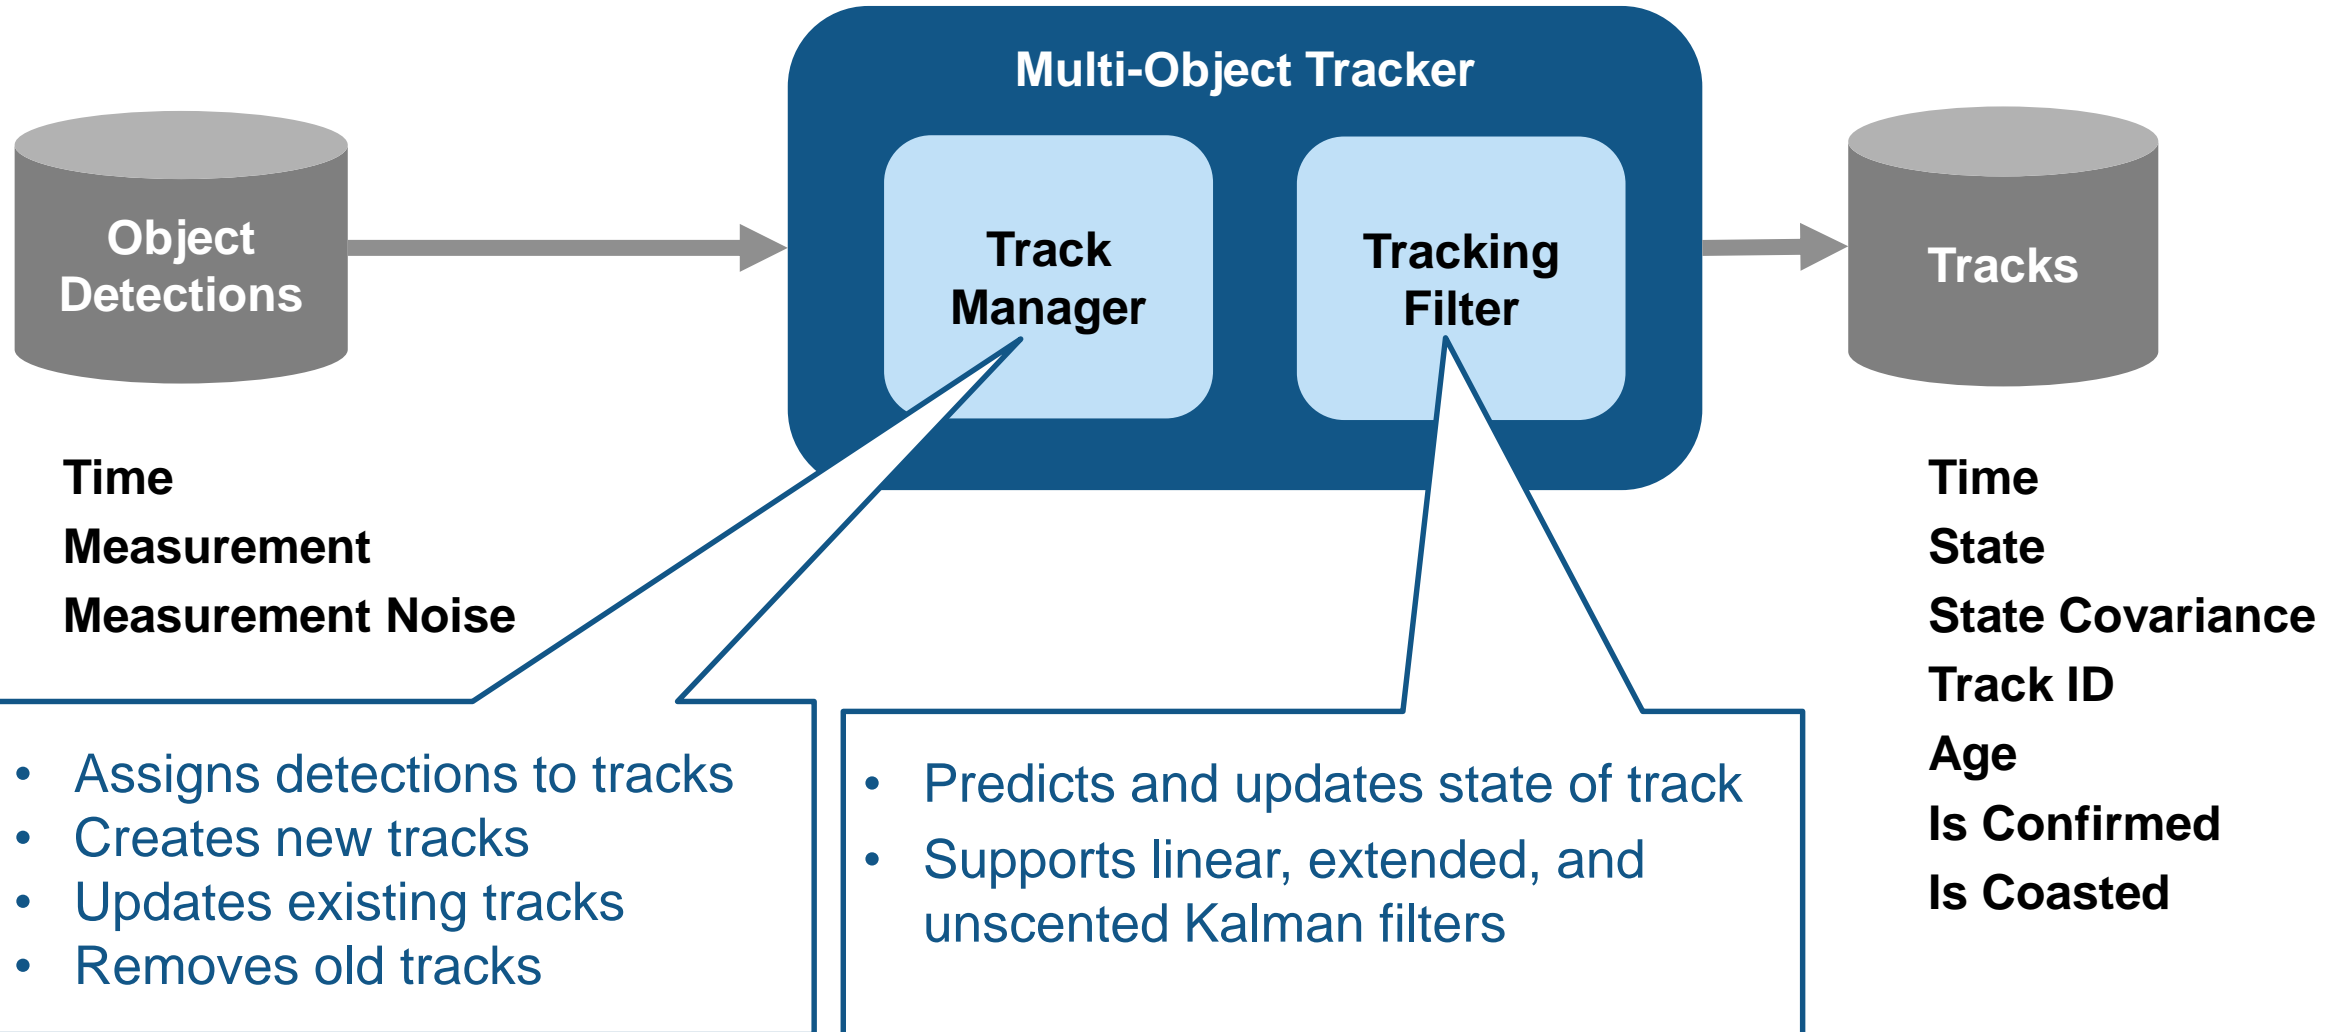 Multi-Object Tracker
Object
Detections
Track
Manager
Tracking
Filter
Tracks
Time
Measurement
Measurement Noise
Time
State
State Covariance
Track ID
Age
Is Confirmed
Is Coasted
• Assigns detections to tracks
• Creates new tracks
• Updates existing tracks
• Removes old tracks
• Predicts and updates state of track
• Supports linear, extended, and
unscented Kalman filters